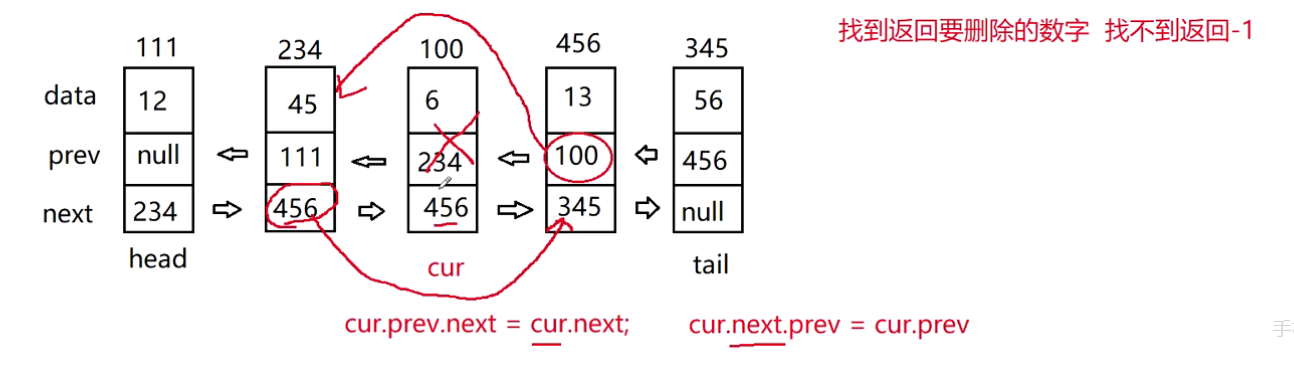 找到返回要删除的数字 找不到返回-1
111 234 100 456 345
data 12 45 6 13 56
prev null 111 234 100 456
next 234 456 456 345 null
head cur tail
cur.prev.next = cur.next; cur.next.prev = cur.prev
手